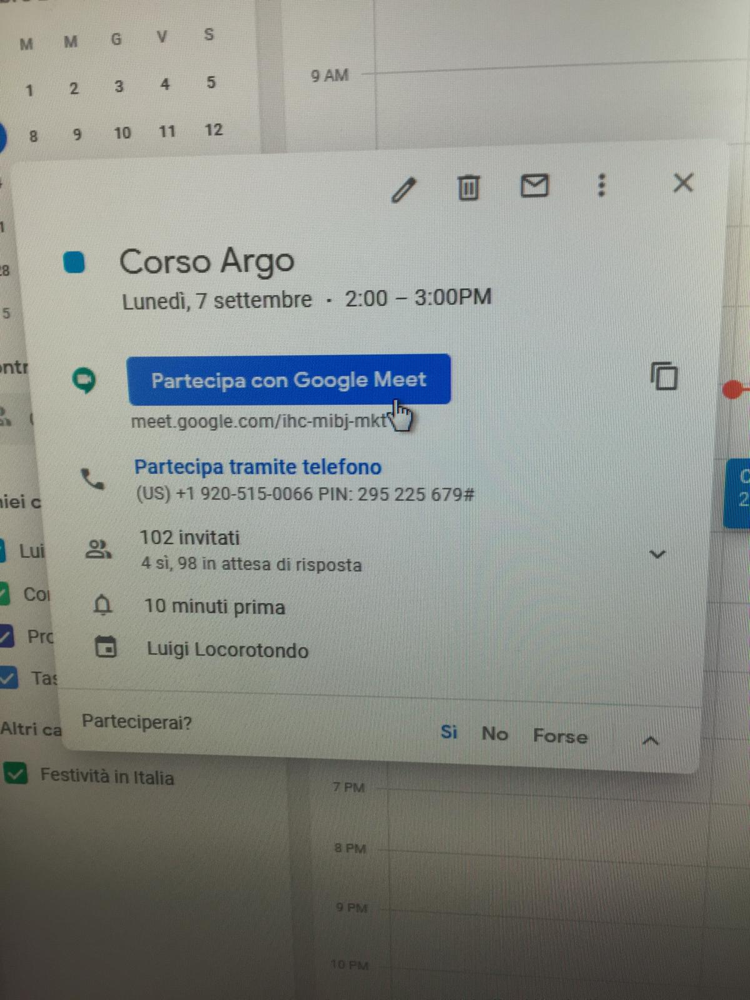 M M G V S
1 2 3 4 5
8 9 10 11 12
9 AM
Corso Argo
Lunedì, 7 settembre · 2:00 – 3:00PM
Partecipa con Google Meet
meet.google.com/ihc-mibj-mkt
Partecipa tramite telefono
(US) +1 920-515-0066 PIN: 295 225 679#
102 invitati
4 sì, 98 in attesa di risposta
10 minuti prima
Luigi Locorotondo
Parteciperai?
Sì No Forse
28
5
ontr
niei c
Lui
Co
Pro
Tas
Altri ca
Festività in Italia
7 PM
8 PM
9 PM
10 PM
2